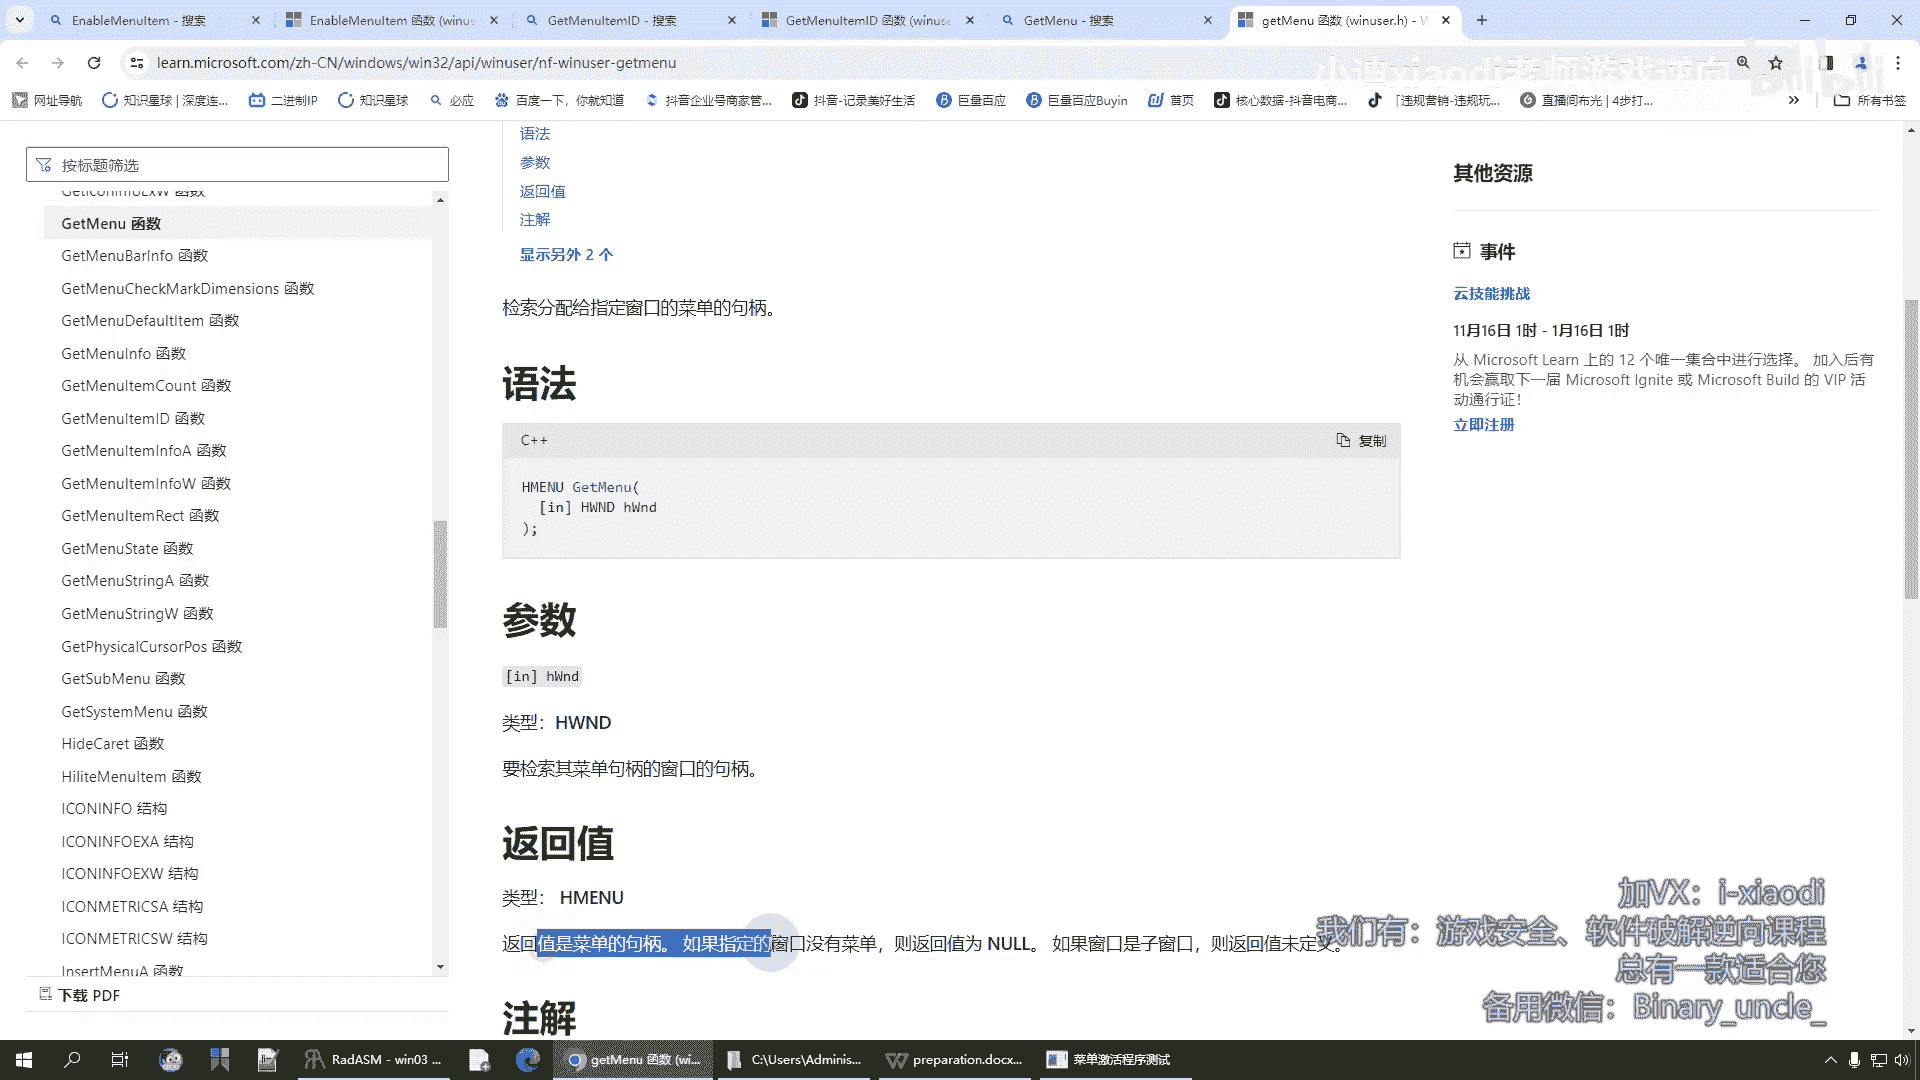 EnableMenuItem - 搜索
EnableMenuItem 函数 (winus
GetMenuItemID - 搜索
GetMenuItemID 函数 (winuse
GetMenu - 搜索
getMenu 函数 (winuser.h) - W
learn.microsoft.com/zh-CN/windows/win32/api/winuser/nf-winuser-getmenu
小迪xiaodi老师游戏逆向
bilibili
网址导航
知识星球 | 深度连...
二进制IP
知识星球
必应
百度一下，你就知道
抖音企业号商家管...
抖音-记录美好生活
巨量百应
巨量百应Buyin
首页
核心数据-抖音电商...
「违规营销-违规玩...
直播间布光 | 4步打...
所有书签
按标题筛选
GetIconInfoExW 函数
GetMenu 函数
GetMenuBarInfo 函数
GetMenuCheckMarkDimensions 函数
GetMenuDefaultItem 函数
GetMenuInfo 函数
GetMenuItemCount 函数
GetMenuItemID 函数
GetMenuItemInfoA 函数
GetMenuItemInfoW 函数
GetMenuItemRect 函数
GetMenuState 函数
GetMenuStringA 函数
GetMenuStringW 函数
GetPhysicalCursorPos 函数
GetSubMenu 函数
GetSystemMenu 函数
HideCaret 函数
HiliteMenuItem 函数
ICONINFO 结构
ICONINFOEXA 结构
ICONINFOEXW 结构
ICONMETRICSA 结构
ICONMETRICSW 结构
InsertMenuA 函数
下载 PDF
语法
参数
返回值
注解
显示另外 2 个
检索分配给指定窗口的菜单的句柄。
语法
C++
复制
HMENU GetMenu(
[in] HWND hWnd
);
参数
[in] hWnd
类型：HWND
要检索其菜单句柄的窗口的句柄。
返回值
类型： HMENU
返回值是菜单的句柄。 如果指定的窗口没有菜单，则返回值为 NULL。 如果窗口是子窗口，则返回值未定义。
注解
其他资源
事件
云技能挑战
11月16日 1时 - 1月16日 1时
从 Microsoft Learn 上的 12 个唯一集合中进行选择。 加入后有
机会赢取下一届 Microsoft Ignite 或 Microsoft Build 的 VIP 活
动通行证！
立即注册
加VX：i-xiaodi
我们有：游戏安全、软件破解逆向课程
总有一款适合您
备用微信：Binary_uncle_
RadASM - win03 ...
getMenu 函数 (wi...
C:\Users\Adminis...
preparation.docx...
菜单激活程序测试